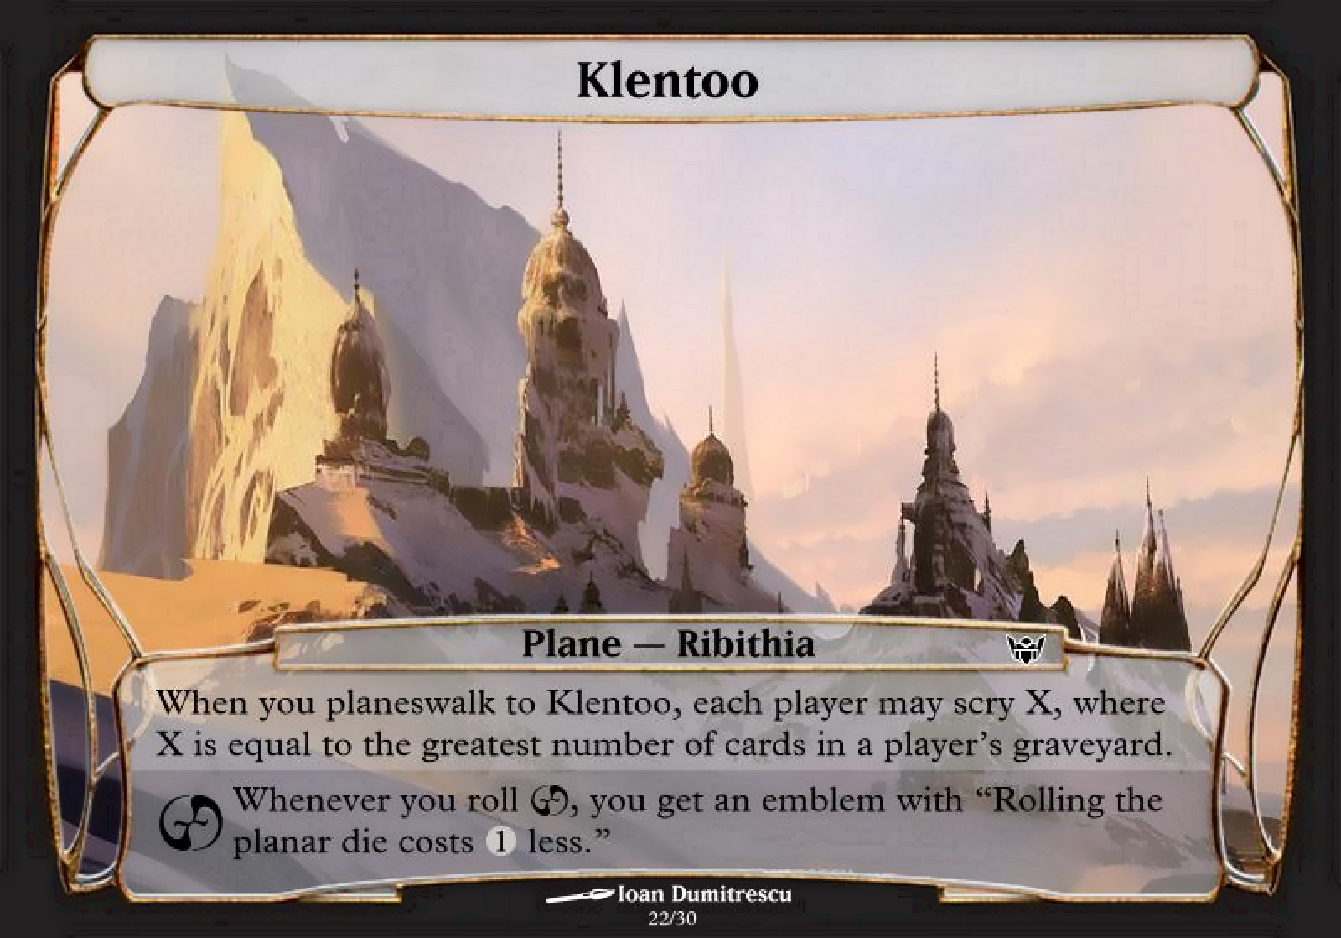 Klentoo
Plane — Ribithia
When you planeswalk to Klentoo, each player may scry X, where
X is equal to the greatest number of cards in a player’s graveyard.
Whenever you roll , you get an emblem with “Rolling the
planar die costs 1 less.”
Ioan Dumitrescu
22/30